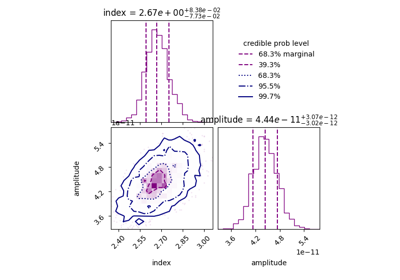 index = 2.67e+00 +8.38e−02 −7.73e−02
credible prob level
68.3% marginal
39.3%
68.3%
95.5%
99.7%
1e−11
amplitude = 4.44e−11 +3.07e−12 −3.02e−12
amplitude
5.4
4.8
4.2
3.6
2.40
2.55
2.70
2.85
3.00
index
3.6
4.2
4.8
5.4
1e−11
amplitude